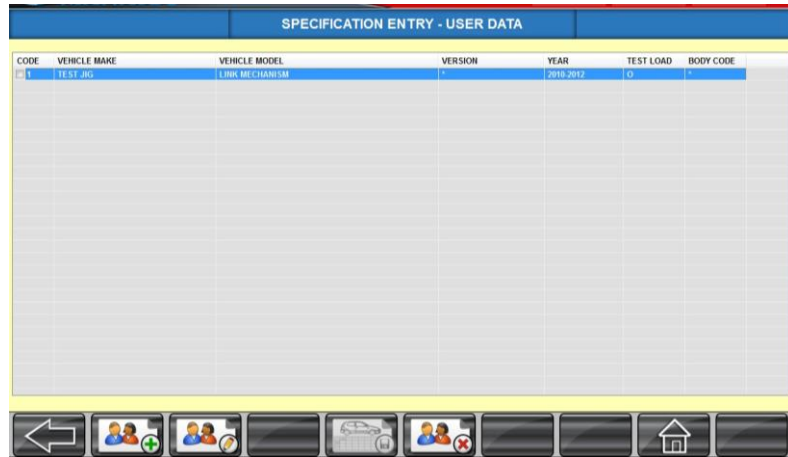 SPECIFICATION ENTRY - USER DATA
CODE VEHICLE MAKE VEHICLE MODEL VERSION YEAR TEST LOAD BODY CODE
1 TEST JIG LINK MECHANISM * 2010-2012 O *